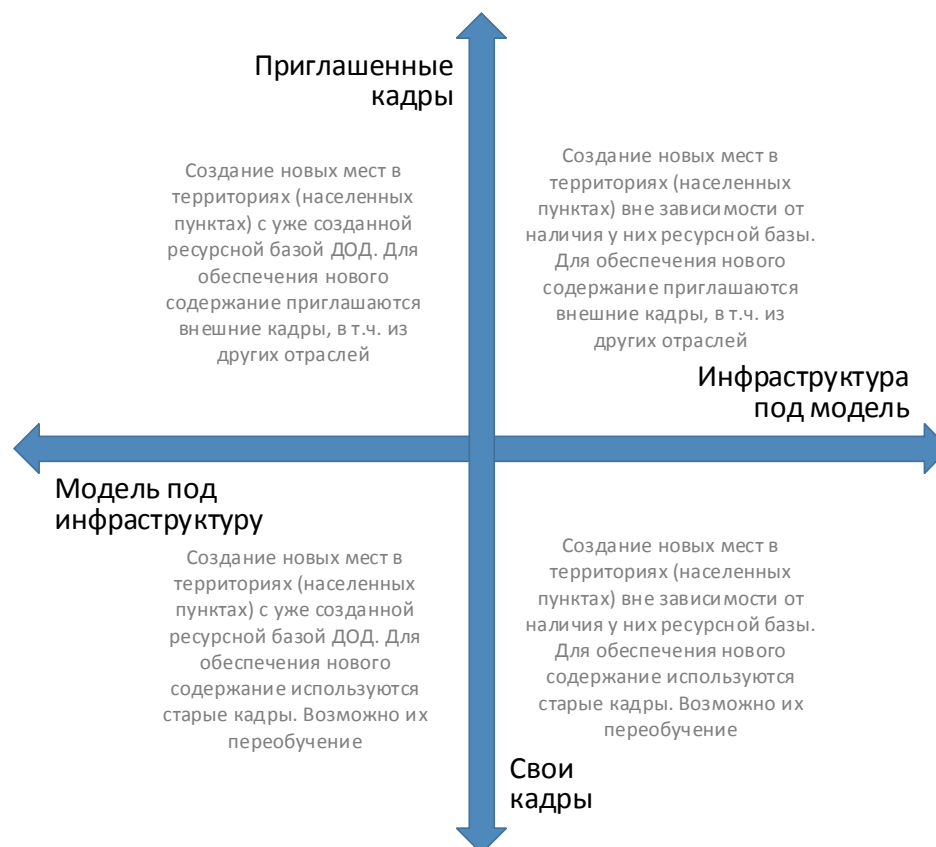 Приглашенные
кадры
Создание новых мест в
территориях (населенных
пунктах) с уже созданной
ресурсной базой ДОД. Для
обеспечения нового
содержание приглашаются
внешние кадры, в т.ч. из
других отраслей
Создание новых мест в
территориях (населенных
пунктах) вне зависимости от
наличия у них ресурсной базы.
Для обеспечения нового
содержание приглашаются
внешние кадры, в т.ч. из
других отраслей
Инфраструктура
под модель
Модель под
инфраструктуру
Создание новых мест в
территориях (населенных
пунктах) с уже созданной
ресурсной базой ДОД. Для
обеспечения нового
содержание используются
старые кадры. Возможно их
переобучение
Создание новых мест в
территориях (населенных
пунктах) вне зависимости от
наличия у них ресурсной базы.
Для обеспечения нового
содержание используются
старые кадры. Возможно их
переобучение
Свои
кадры